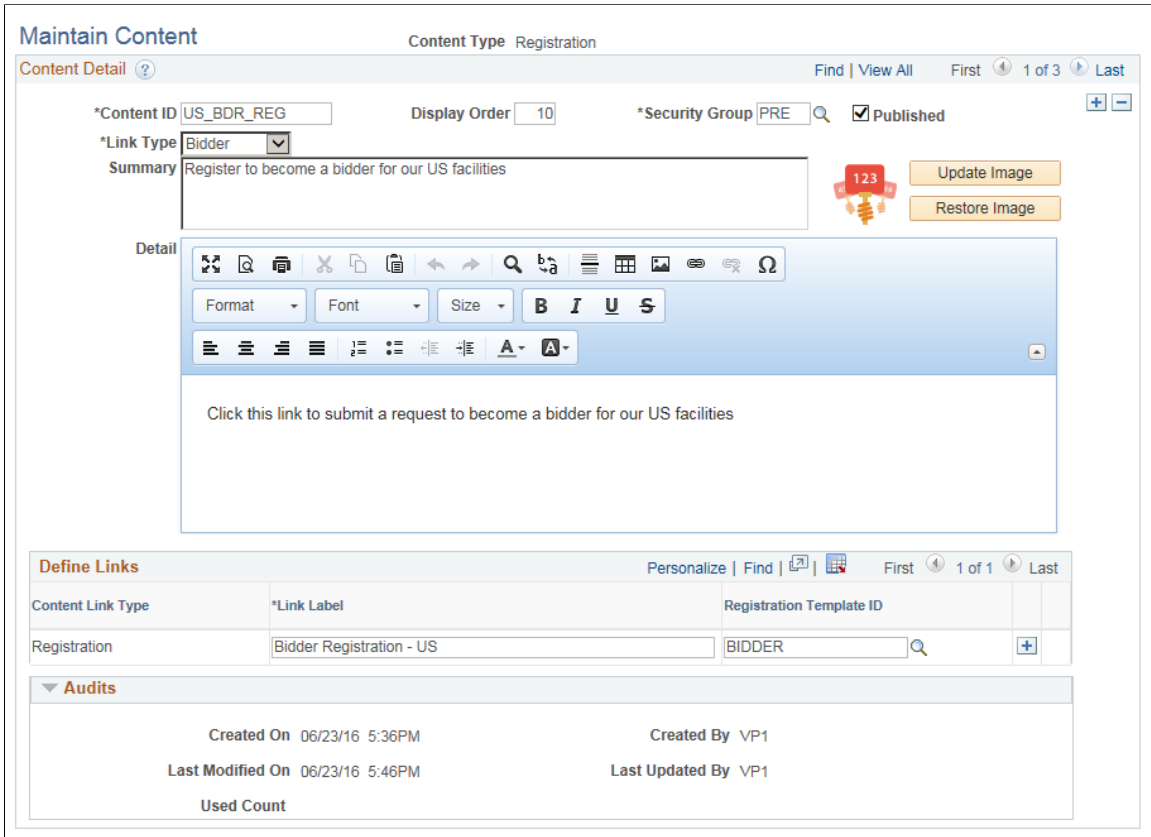 Maintain Content
Content Type Registration
Content Detail ? Find | View All First 1 of 3 Last
*Content ID US_BDR_REG Display Order 10 *Security Group PRE Published
*Link Type Bidder
Summary Register to become a bidder for our US facilities
123
Update Image
Restore Image
Detail
Format Font Size B I U S
A A
Click this link to submit a request to become a bidder for our US facilities
Define Links Personalize | Find | First 1 of 1 Last
Content Link Type *Link Label Registration Template ID
Registration Bidder Registration - US BIDDER
Audits
Created On 06/23/16 5:36PM Created By VP1
Last Modified On 06/23/16 5:46PM Last Updated By VP1
Used Count